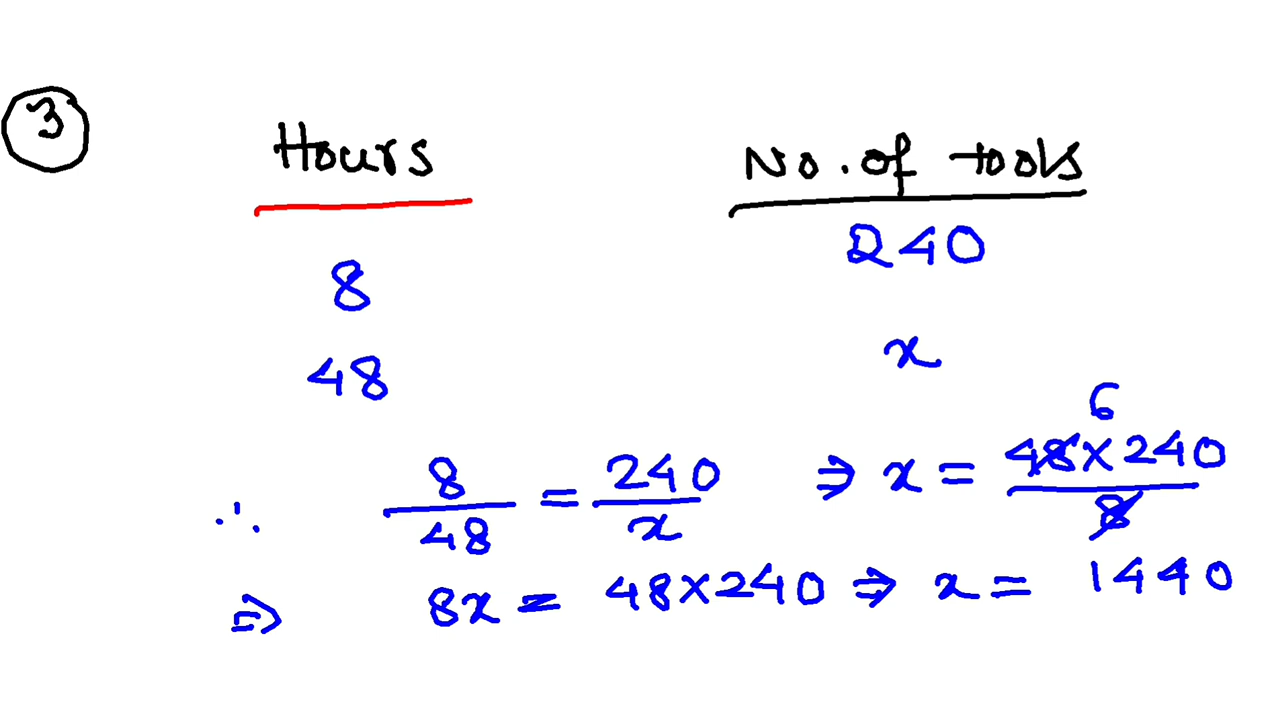 3
Hours No. of tools
8 240
48 x
∴ 8/48 = 240/x ⇒ x = 48×240/8 6
⇒ 8x = 48×240 ⇒ x = 1440